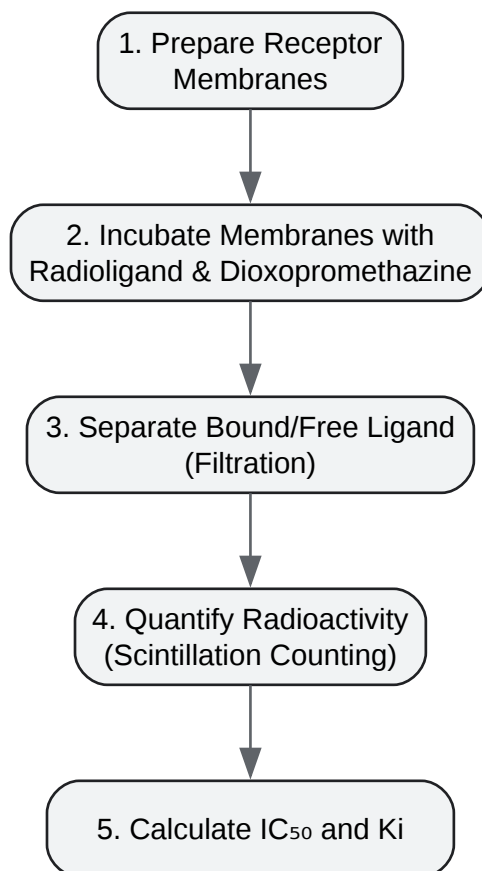 1. Prepare Receptor
Membranes
2. Incubate Membranes with
Radioligand & Dioxopromethazine
3. Separate Bound/Free Ligand
(Filtration)
4. Quantify Radioactivity
(Scintillation Counting)
5. Calculate IC₅₀ and Ki